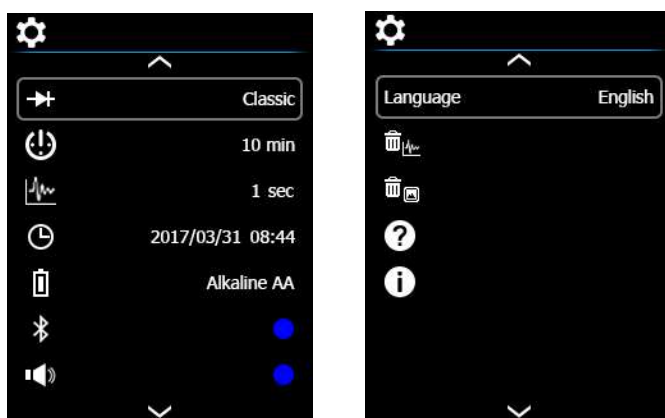 Classic
10 min
1 sec
2017/03/31 08:44
Alkaline AA
Language English